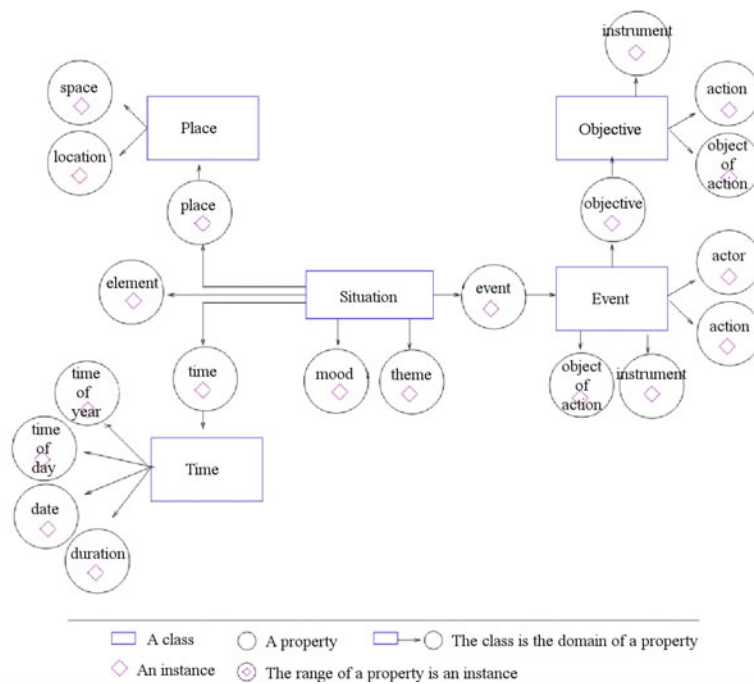 instrument
space
action
Place
Objective
location
object
of
action
place
objective
actor
element
event
Situation
Event
action
time
of
year
time
mood
theme
object
of
action
instrument
time
of
day
Time
date
duration
A class
A property
The class is the domain of a property
An instance
The range of a property is an instance